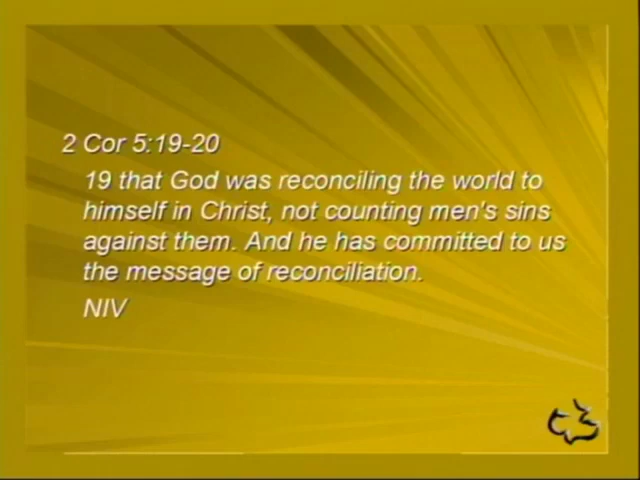 2 Cor 5:19-20
19 that God was reconciling the world to
himself in Christ, not counting men's sins
against them. And he has committed to us
the message of reconciliation.
NIV